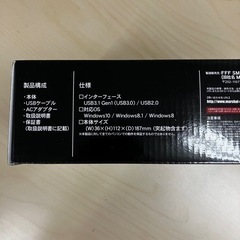 製品構成
・本体
・USBケーブル
・ACアダプター
・取扱説明書
・保証書
(取扱説明書に記載)
仕様
□インターフェース
USB3.1 Gen1 (USB3.0) / USB2.0
□対応OS
Windows10 / Windows8.1 / Windows8
□本体サイズ
(W)36×(H)112×(D)187mm (突起物含まず)
FFF SM